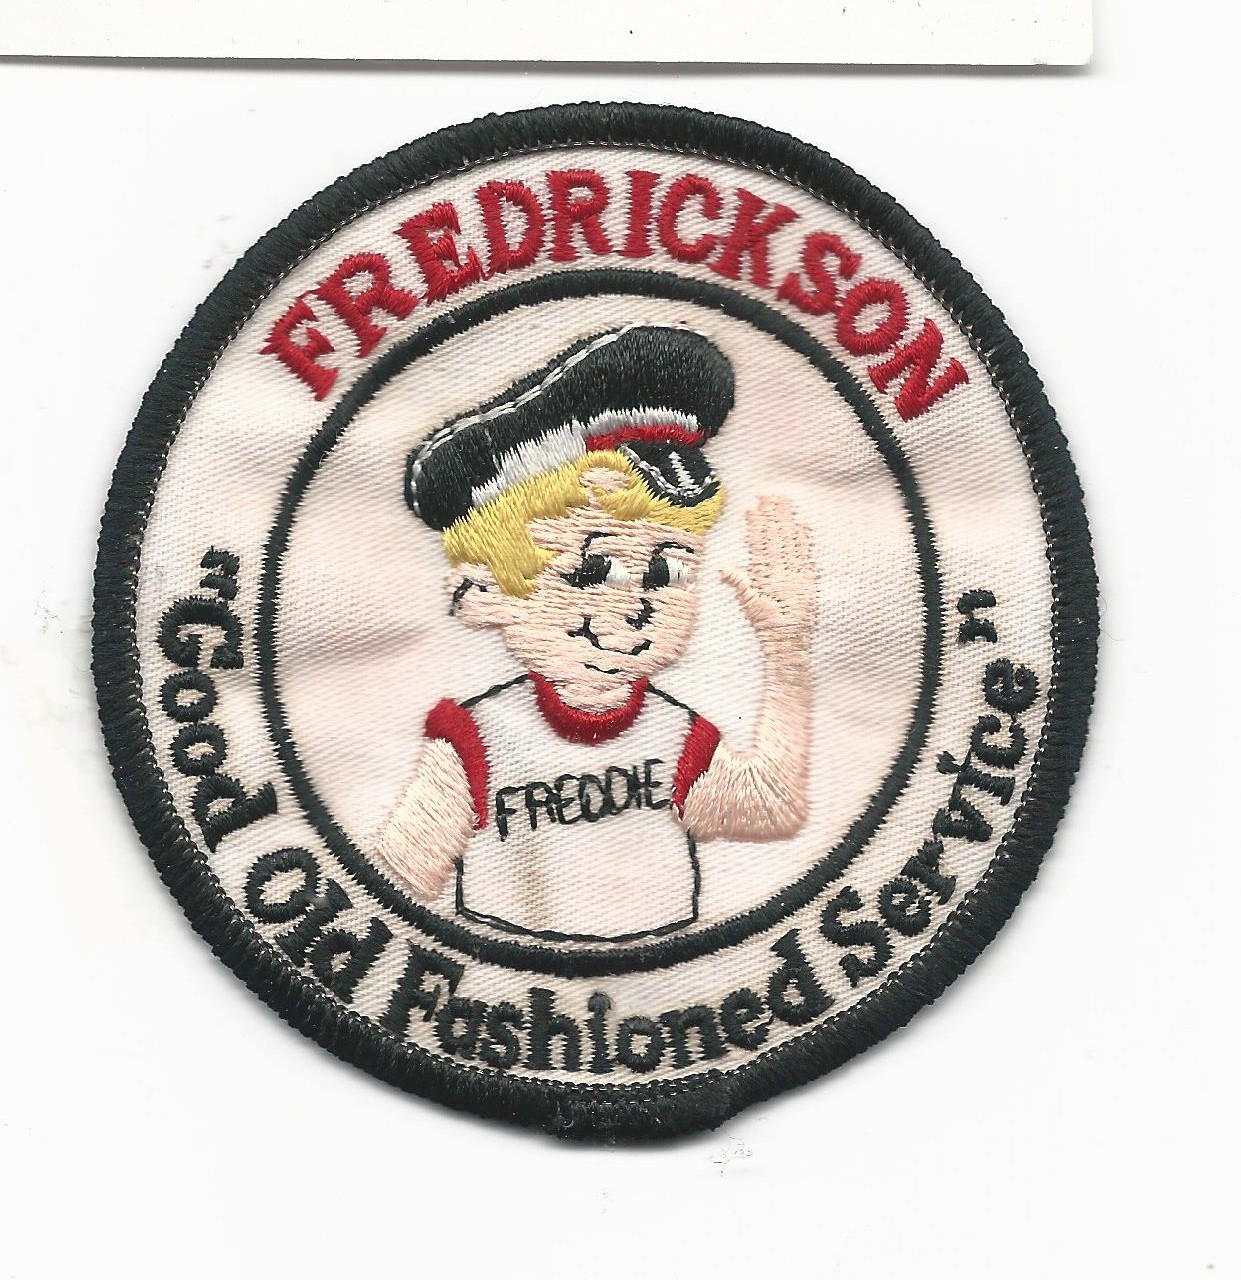 FREDRICKSON
FREDDIE
"Good Old Fashioned Service"